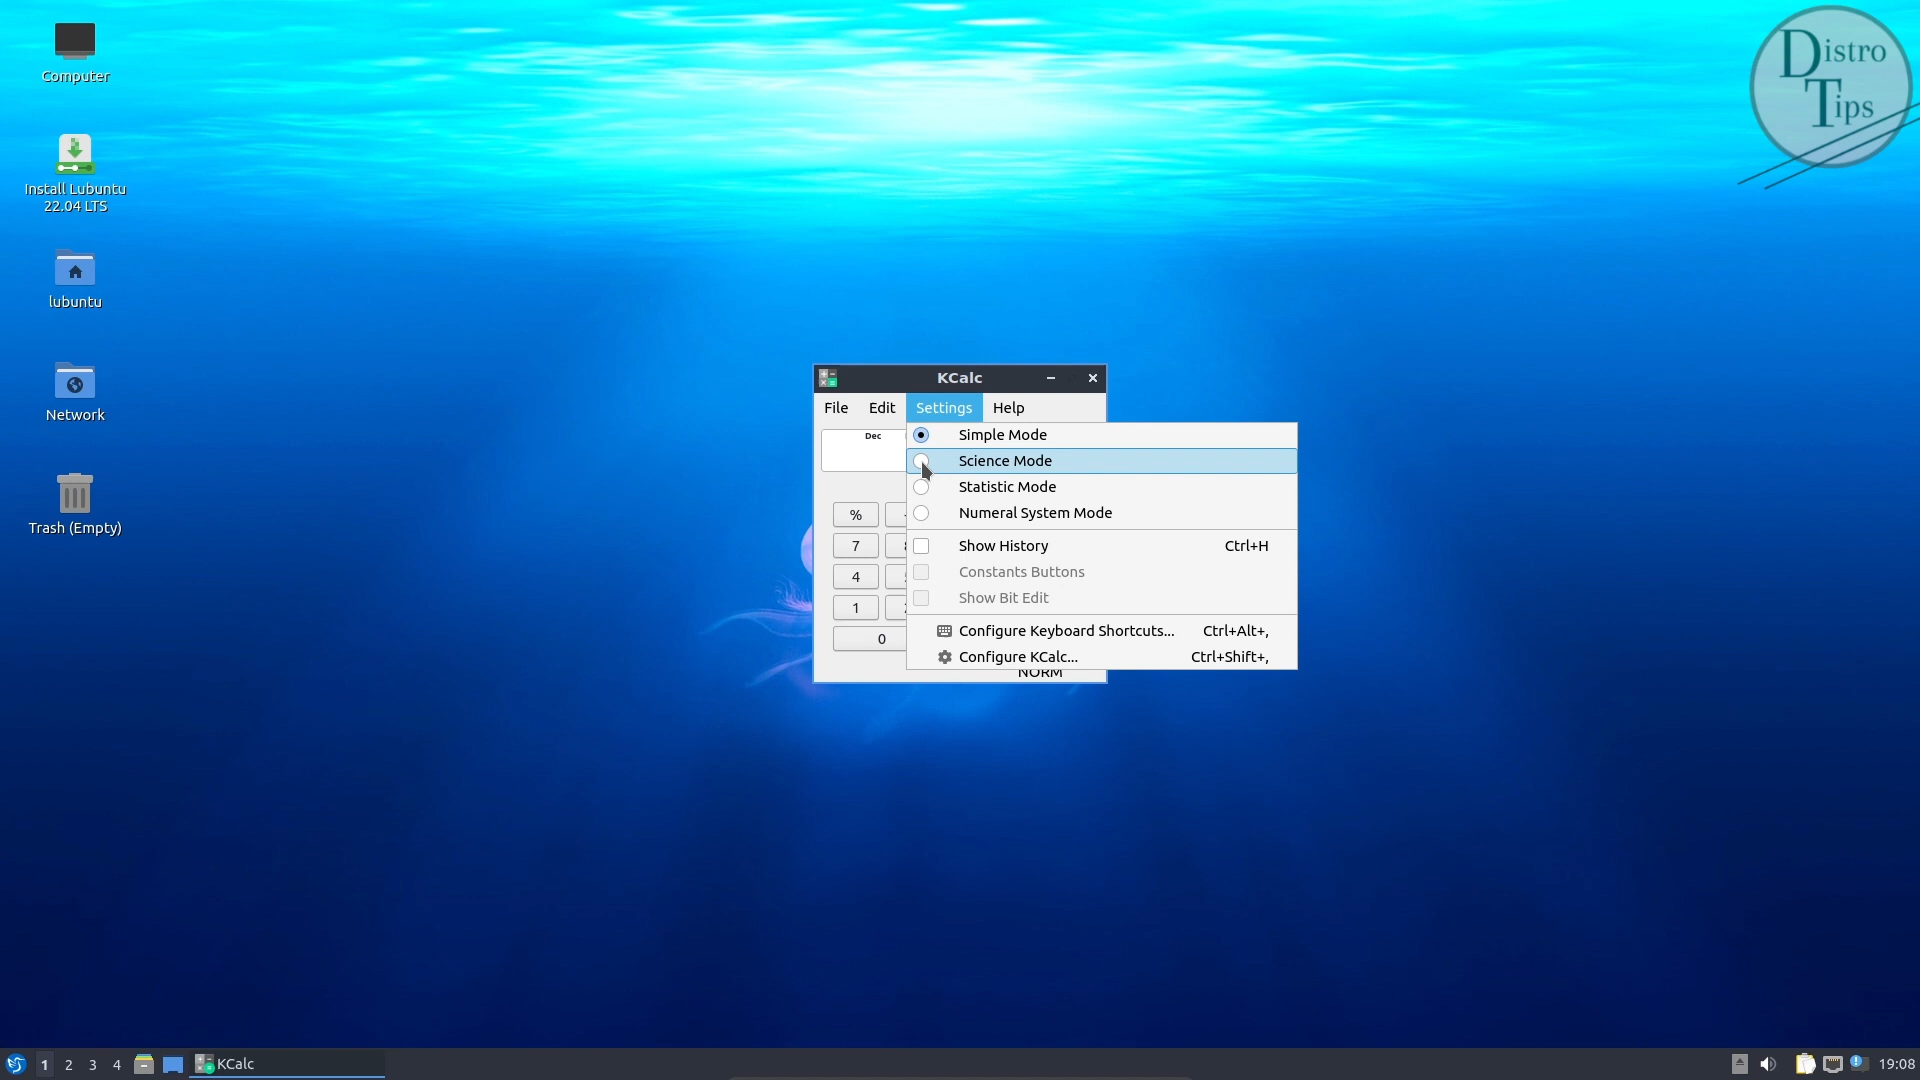 Computer
Install Lubuntu
22.04 LTS
lubuntu
Network
Trash (Empty)
Distro
Tips
KCalc
File Edit Settings Help
Dec
Simple Mode
Science Mode
Statistic Mode
Numeral System Mode
Show History Ctrl+H
Constants Buttons
Show Bit Edit
Configure Keyboard Shortcuts... Ctrl+Alt+,
Configure KCalc... Ctrl+Shift+,
%
7
4
1
0
NORM
1 2 3 4 KCalc 19:08